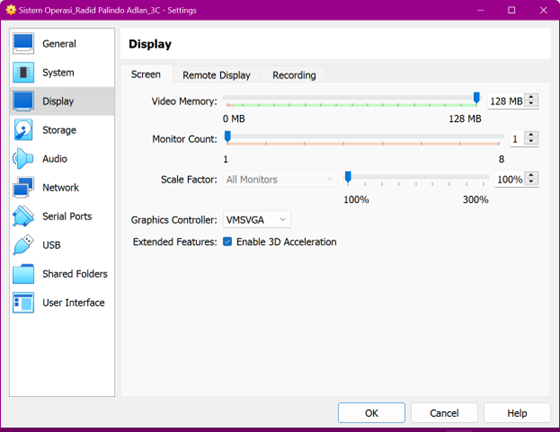 Sistem Operasi_Radid Palindo Adlan_3C - Settings
General
System
Display
Storage
Audio
Network
Serial Ports
USB
Shared Folders
User Interface
Display
Screen Remote Display Recording
Video Memory: 128 MB
0 MB 128 MB
Monitor Count: 1
1 8
Scale Factor: All Monitors 100%
100% 300%
Graphics Controller: VMSVGA
Extended Features: Enable 3D Acceleration
OK Cancel Help